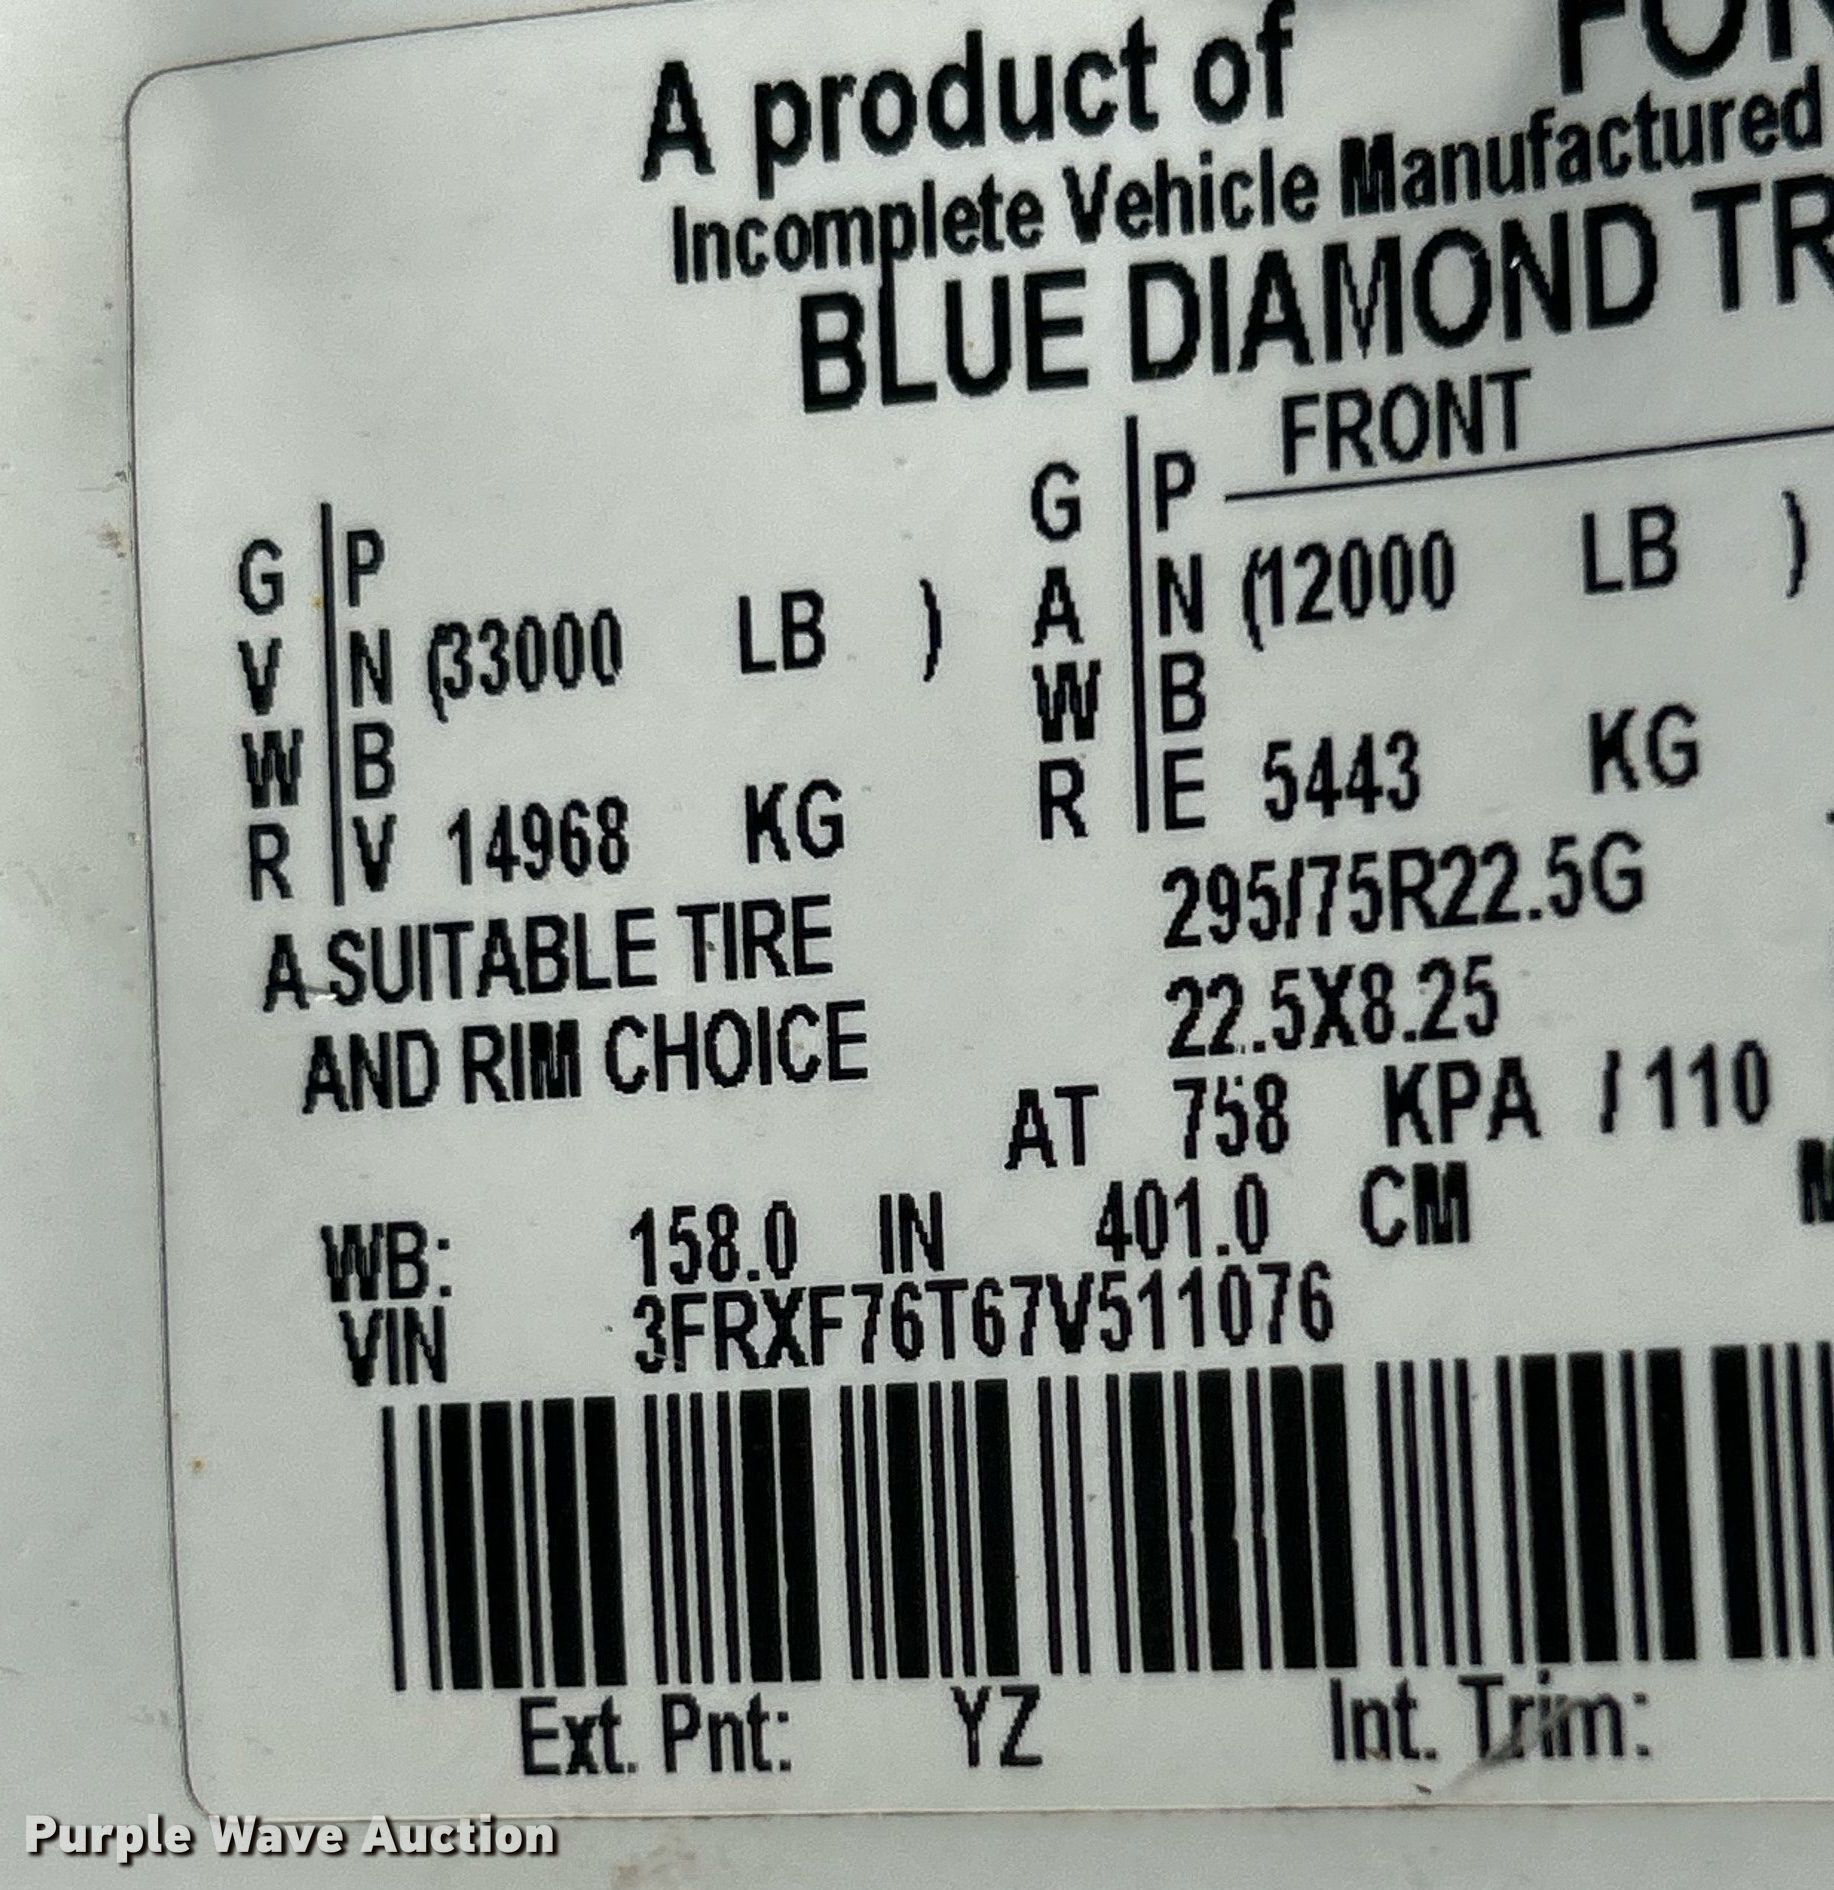 A product of
Incomplete Vehicle Manufactured
BLUE DIAMOND TR
FRONT
G P G P
V N (33000 LB ) A N (12000 LB )
W B W B
R V 14968 KG R E 5443 KG
A SUITABLE TIRE 295/75R22.5G
AND RIM CHOICE 22.5X8.25
AT 758 KPA / 110
WB: 158.0 IN 401.0 CM
VIN 3FRXF76T67V511076
Ext. Pnt: YZ Int. Trim:
Purple Wave Auction